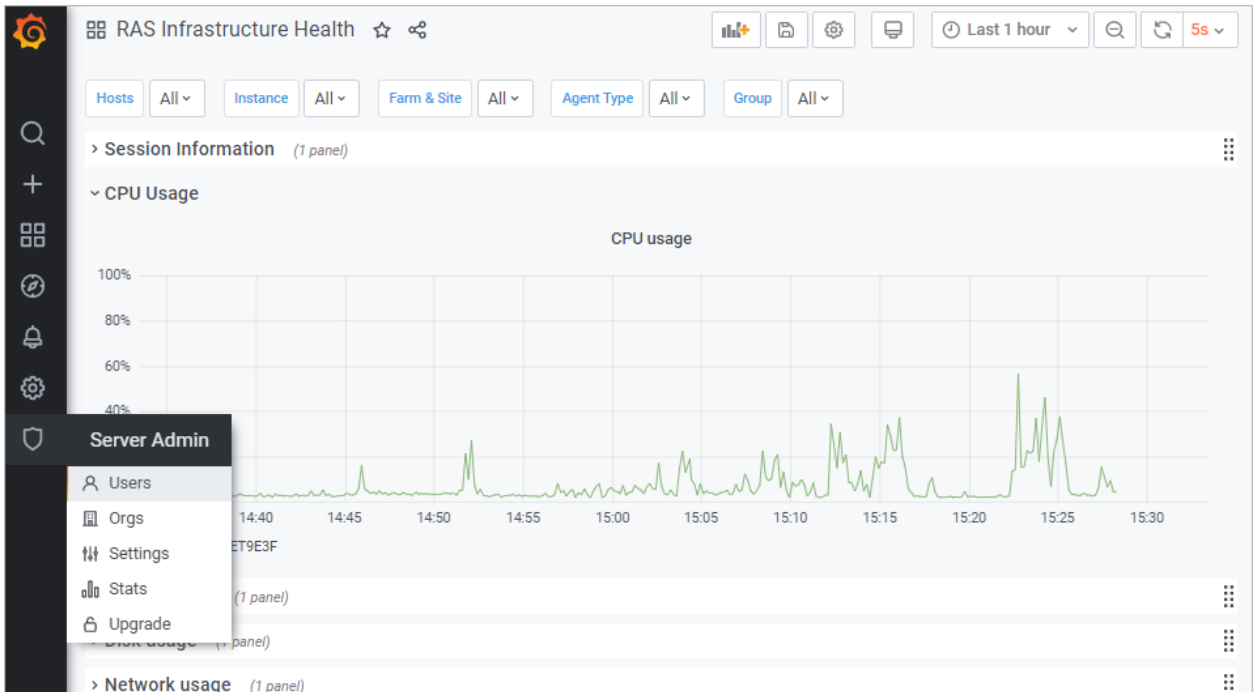 RAS Infrastructure Health
Last 1 hour
5s
Hosts All Instance All Farm & Site All Agent Type All Group All
Session Information (1 panel)
CPU Usage
CPU usage
100%
80%
60%
40%
Server Admin
Users
Orgs
Settings
Stats
Upgrade
14:40 14:45 14:50 14:55 15:00 15:05 15:10 15:15 15:20 15:25 15:30
ET9E3F
(1 panel)
Disk usage (1 panel)
Network usage (1 panel)